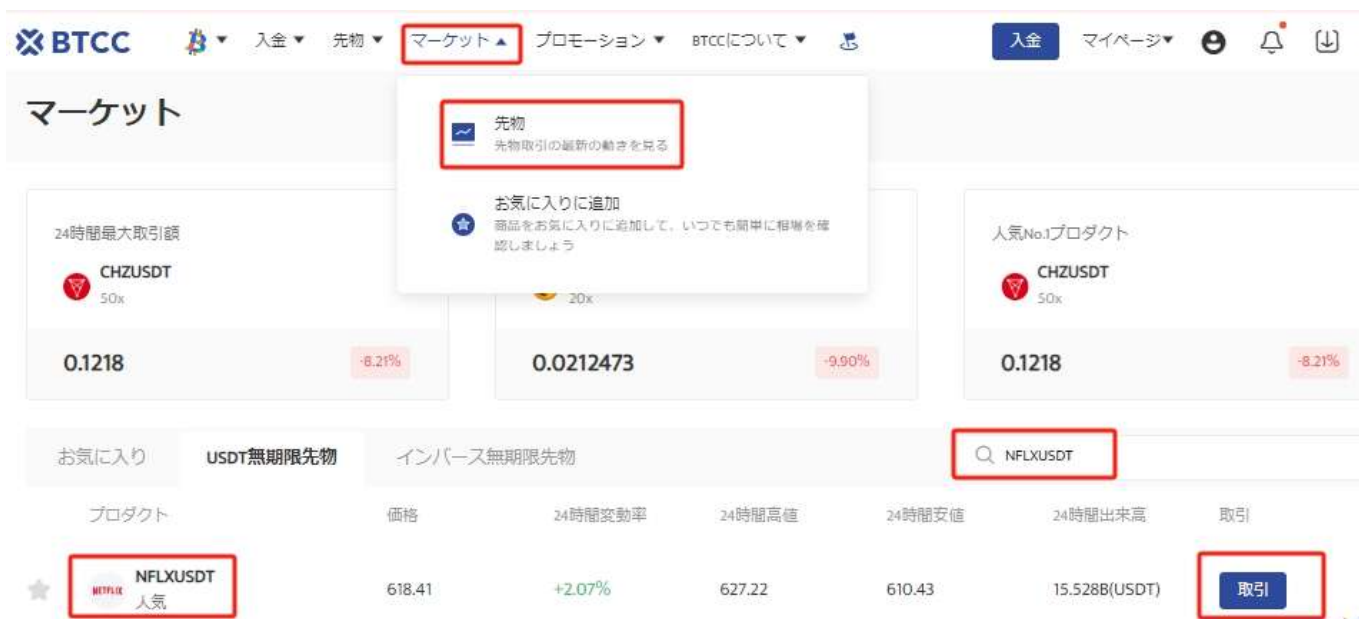 BTCC
入金 ▼
先物 ▼
マーケット ▲
プロモーション ▼
BTCCについて ▼
入金
マイページ▼
マーケット
先物
先物取引の最新の動きを見る
お気に入りに追加
商品をお気に入りに追加して、いつでも簡単に相場を確
認しましょう
24時間最大取引額
CHZUSDT
50x
0.1218
-8.21%
20x
0.0212473
-9.90%
人気No.1プロダクト
CHZUSDT
50x
0.1218
-8.21%
お気に入り
USDT無期限先物
インバース無期限先物
NFLXUSDT
プロダクト
価格
24時間変動率
24時間高値
24時間安値
24時間出来高
取引
NETFLIX
NFLXUSDT
人気
618.41
+2.07%
627.22
610.43
15.528B(USDT)
取引